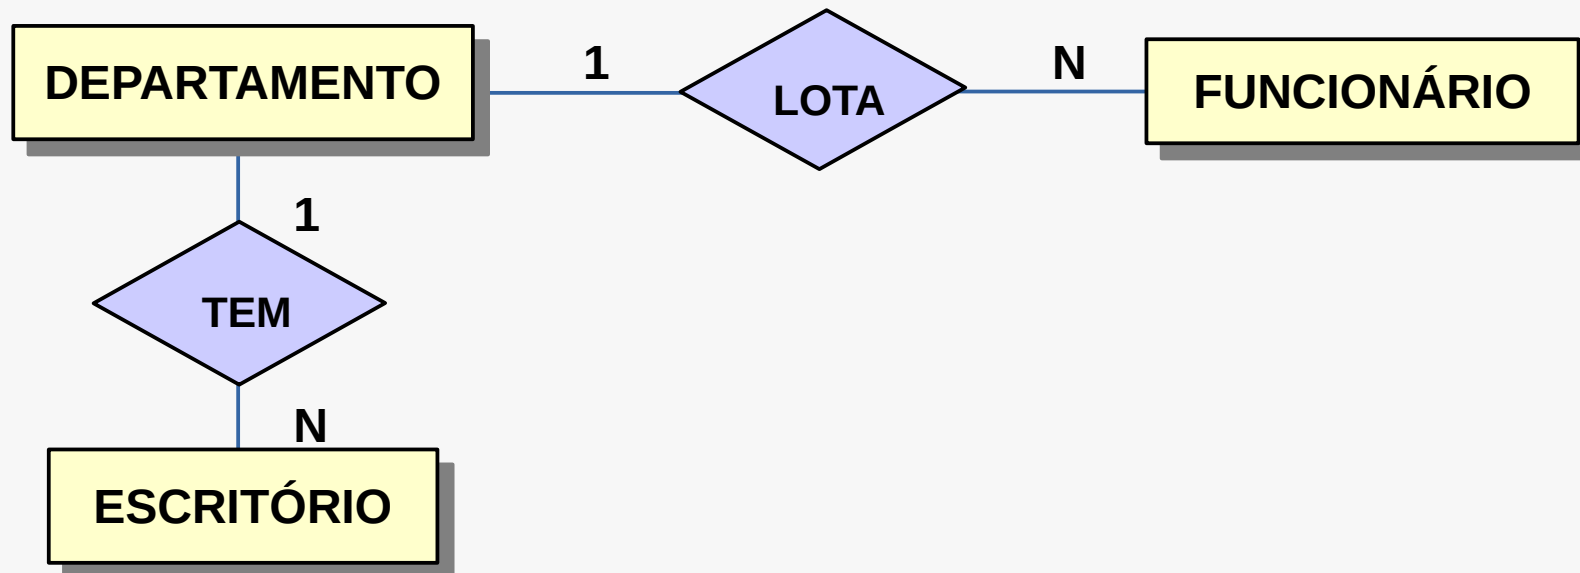 DEPARTAMENTO
1
LOTA
N
FUNCIONÁRIO
1
TEM
N
ESCRITÓRIO